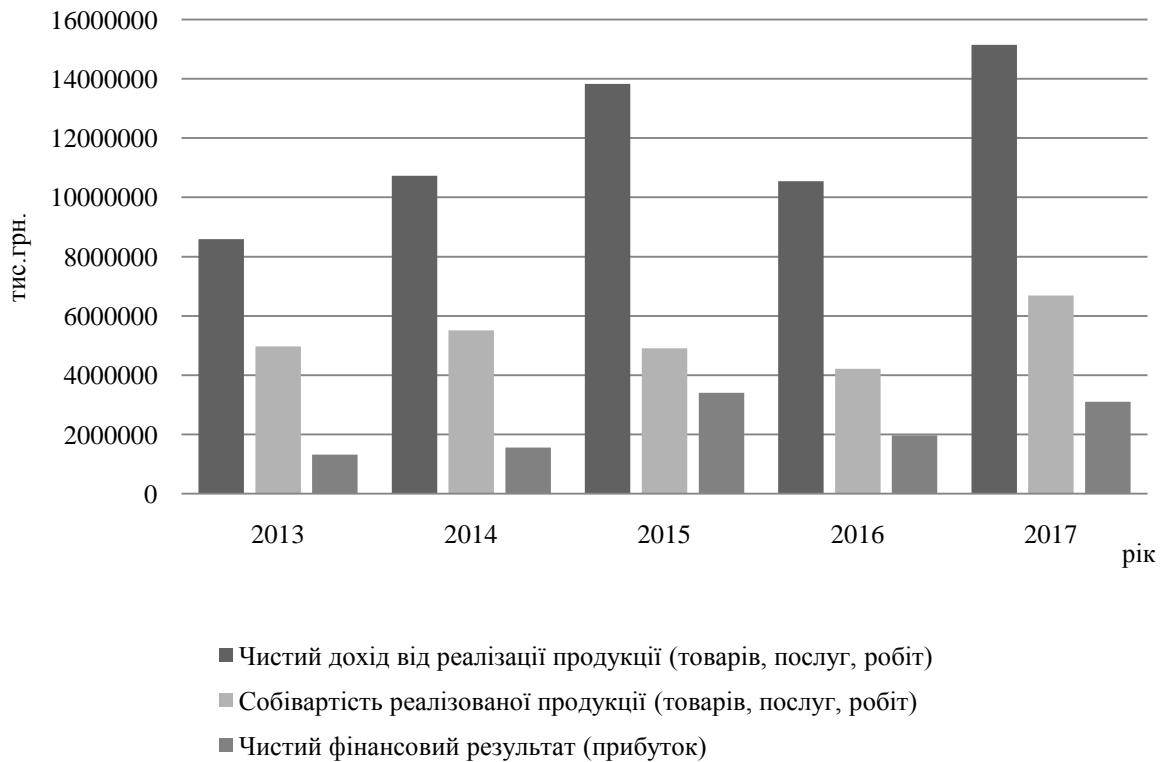 16000000
14000000
12000000
10000000
8000000
6000000
4000000
2000000
0
тис.грн.
2013 2014 2015 2016 2017
рік
Чистий дохід від реалізації продукції (товарів, послуг, робіт)
Собівартість реалізованої продукції (товарів, послуг, робіт)
Чистий фінансовий результат (прибуток)